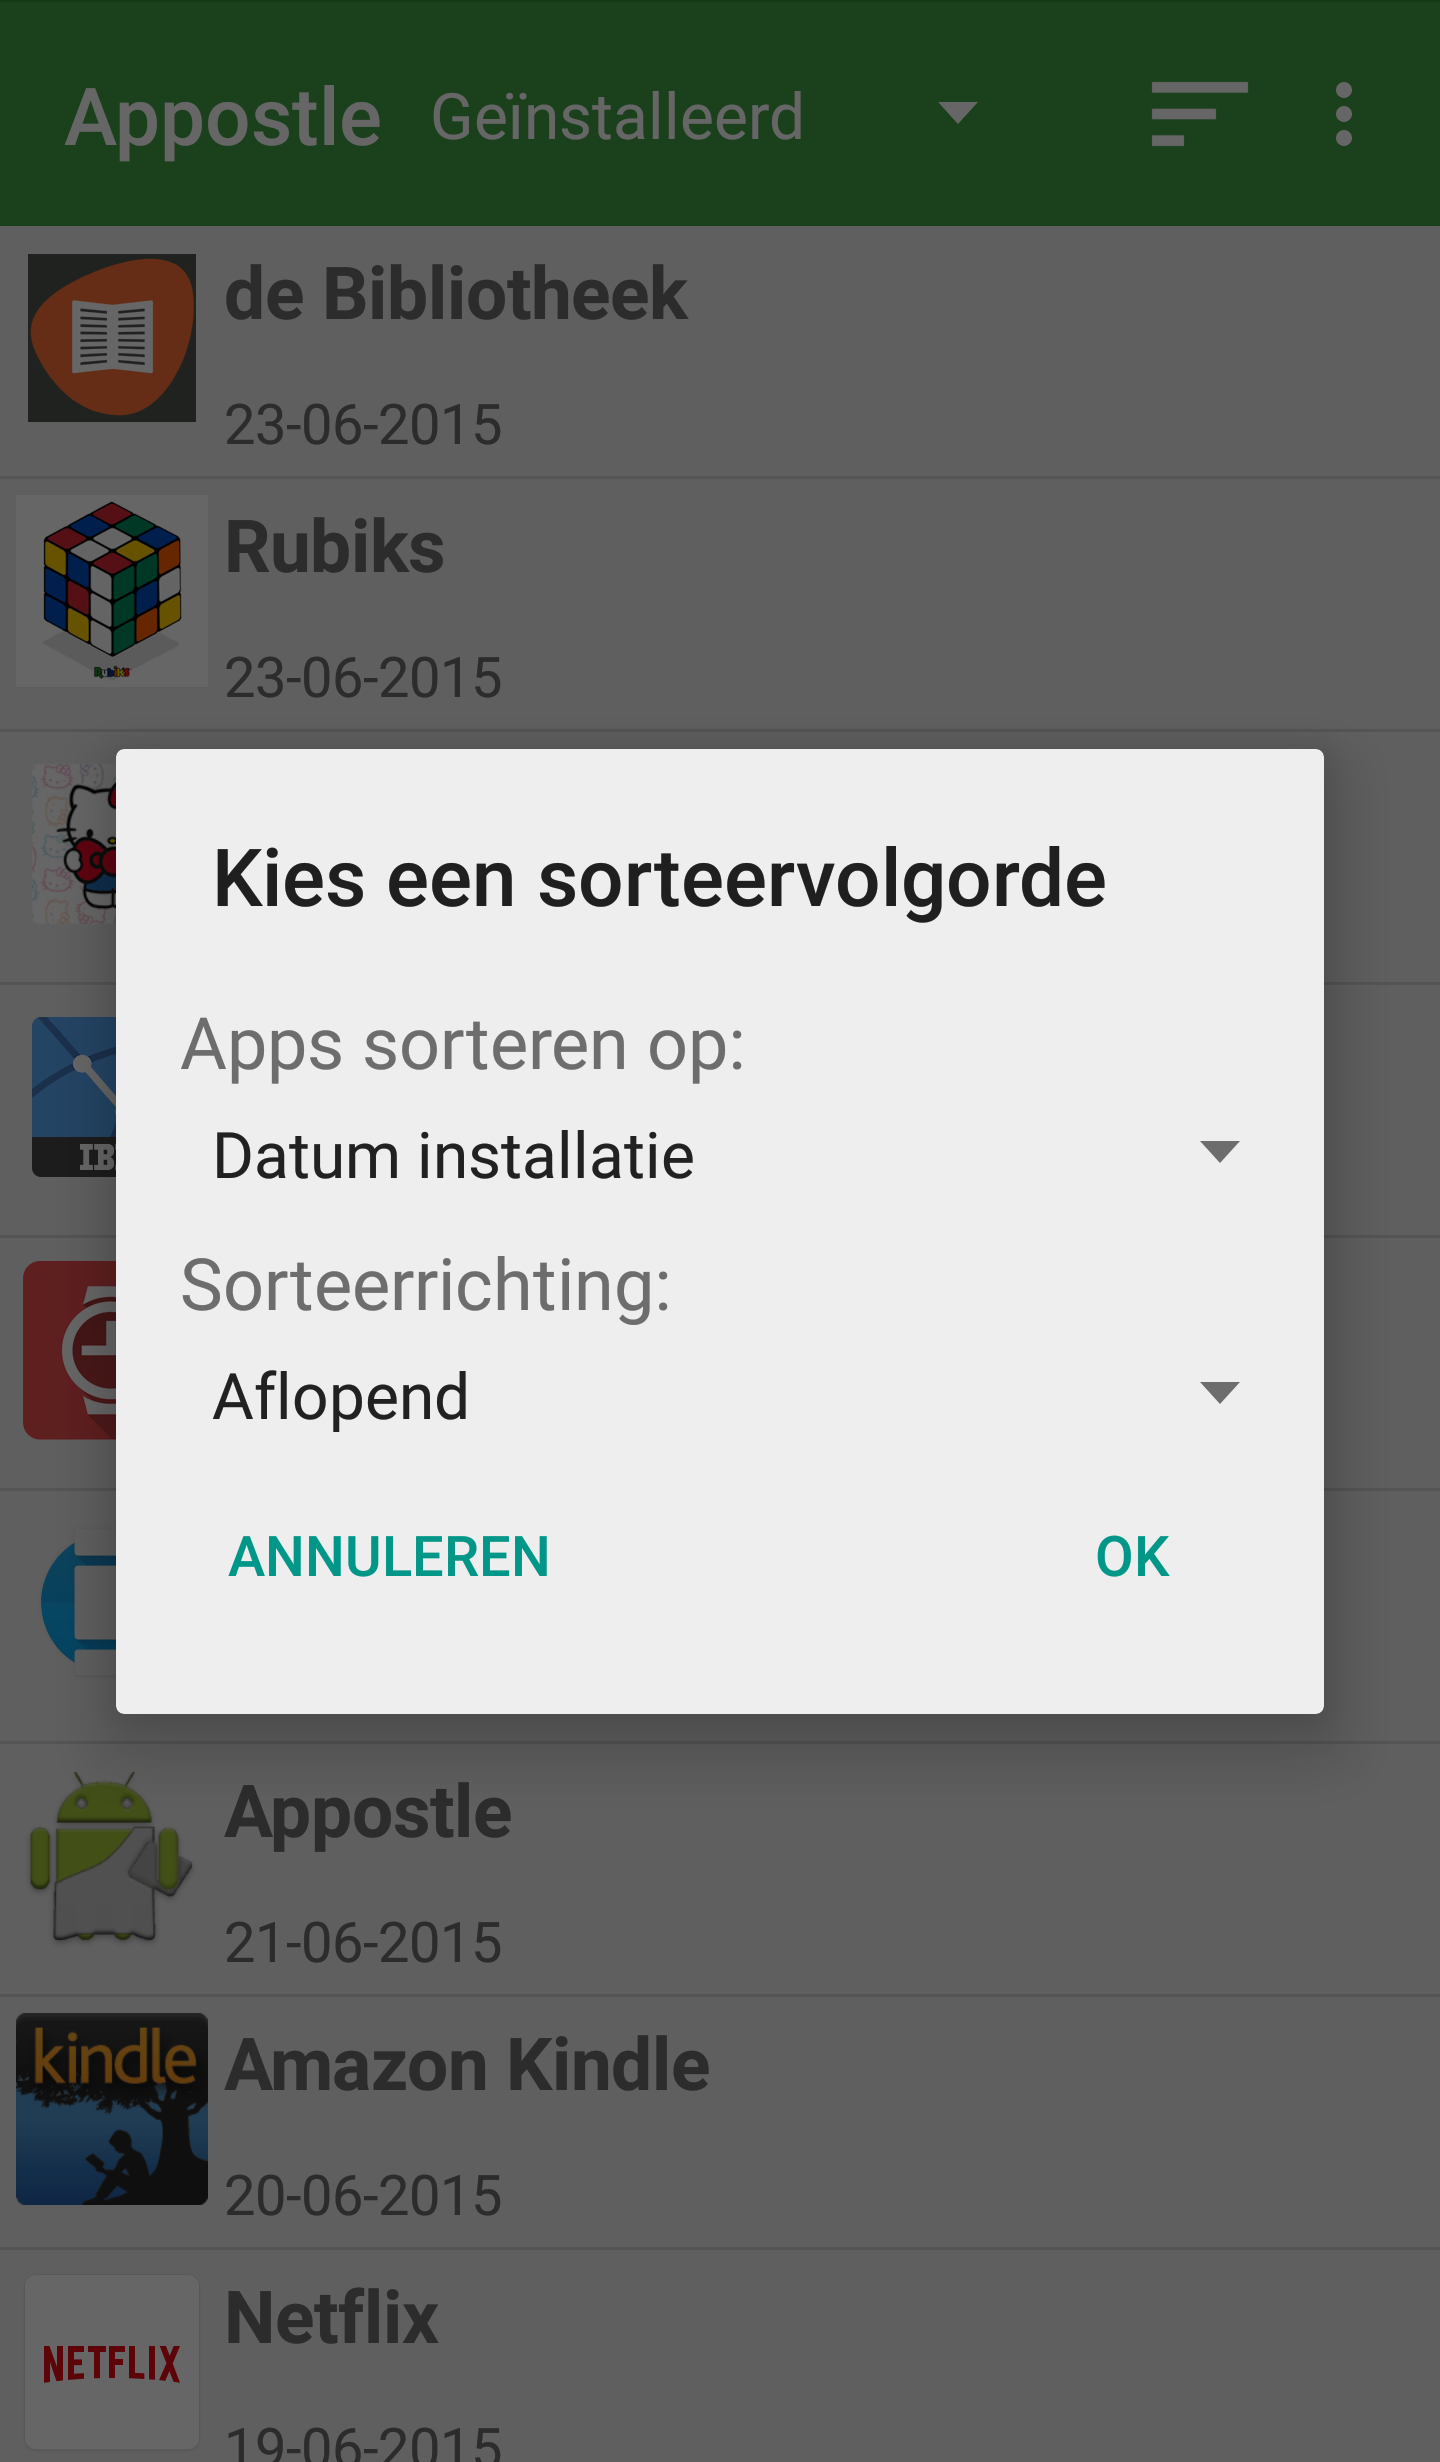 Appostle Geïnstalleerd
de Bibliotheek
23-06-2015
Rubiks
Rubiks
23-06-2015
Kies een sorteervolgorde
Apps sorteren op:
Datum installatie
Sorteerrichting:
Aflopend
ANNULEREN OK
Appostle
21-06-2015
kindle
Amazon Kindle
20-06-2015
Netflix
NETFLIX
19-06-2015